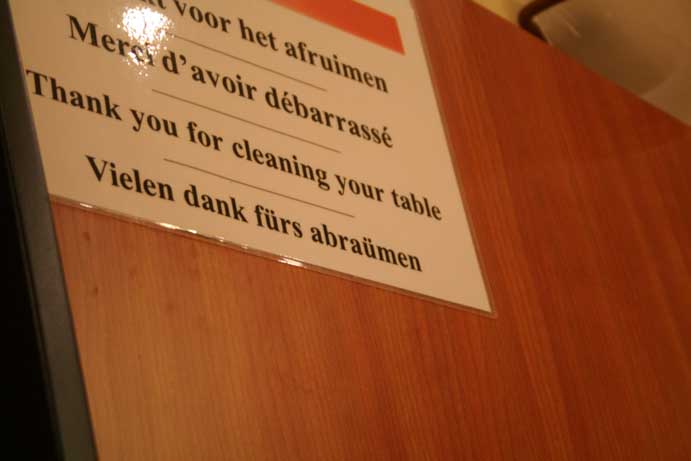 voor het afruimen
Merci d'avoir débarrassé
Thank you for cleaning your table
Vielen dank fürs abraümen